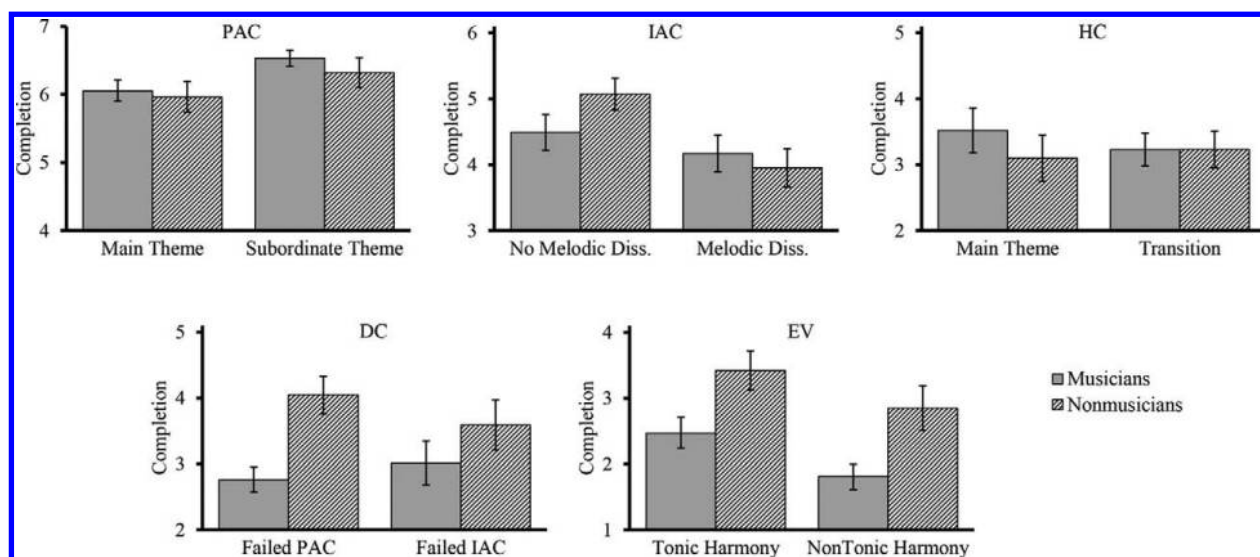 PAC
7
6
5
4
Completion
Main Theme
Subordinate Theme
IAC
6
5
4
3
Completion
No Melodic Diss.
Melodic Diss.
HC
5
4
3
2
Completion
Main Theme
Transition
DC
5
4
3
2
Completion
Failed PAC
Failed IAC
EV
4
3
2
1
Completion
Tonic Harmony
NonTonic Harmony
Musicians
Nonmusicians